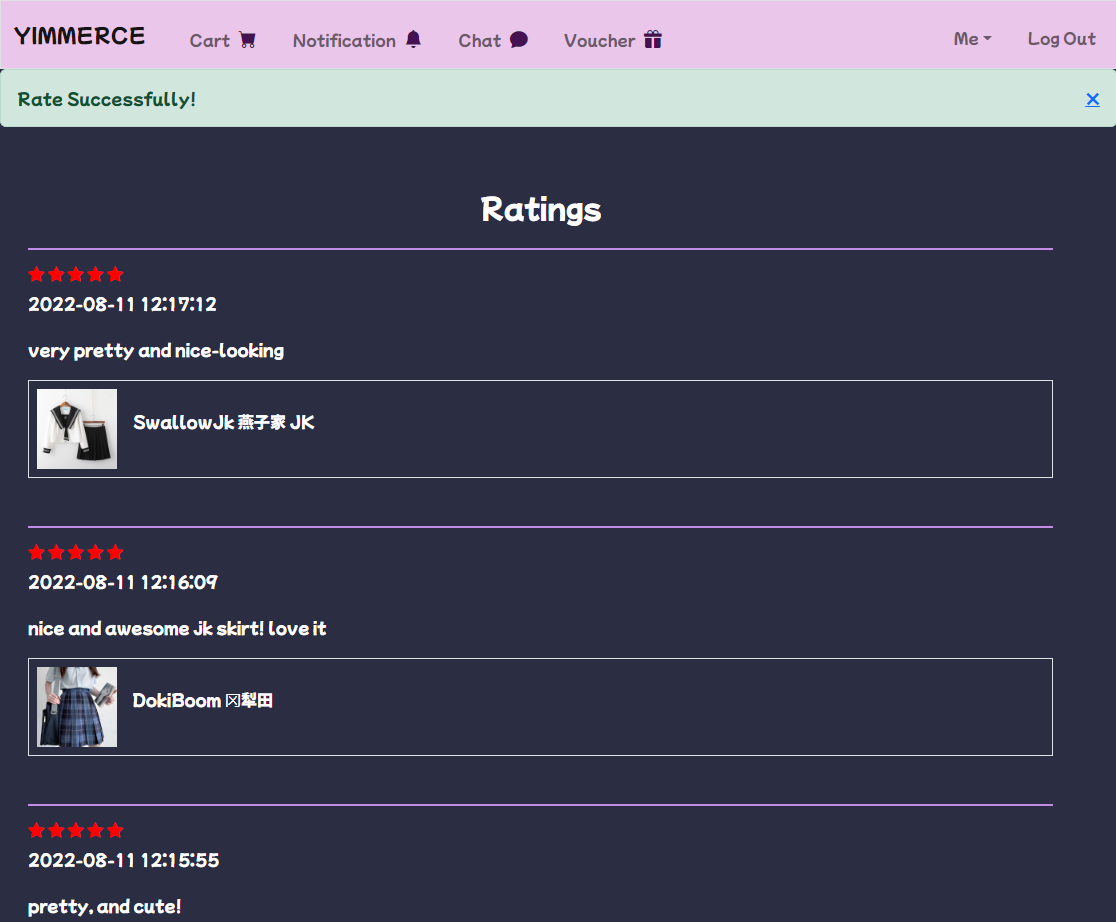 YIMMERCE
Cart
Notification
Chat
Voucher
Me
Log Out
Rate Successfully!
Ratings
2022-08-11 12:17:12
very pretty and nice-looking
SwallowJk 燕子家 JK
2022-08-11 12:16:09
nice and awesome jk skirt! love it
DokiBoom 冈犁田
2022-08-11 12:15:55
pretty, and cute!